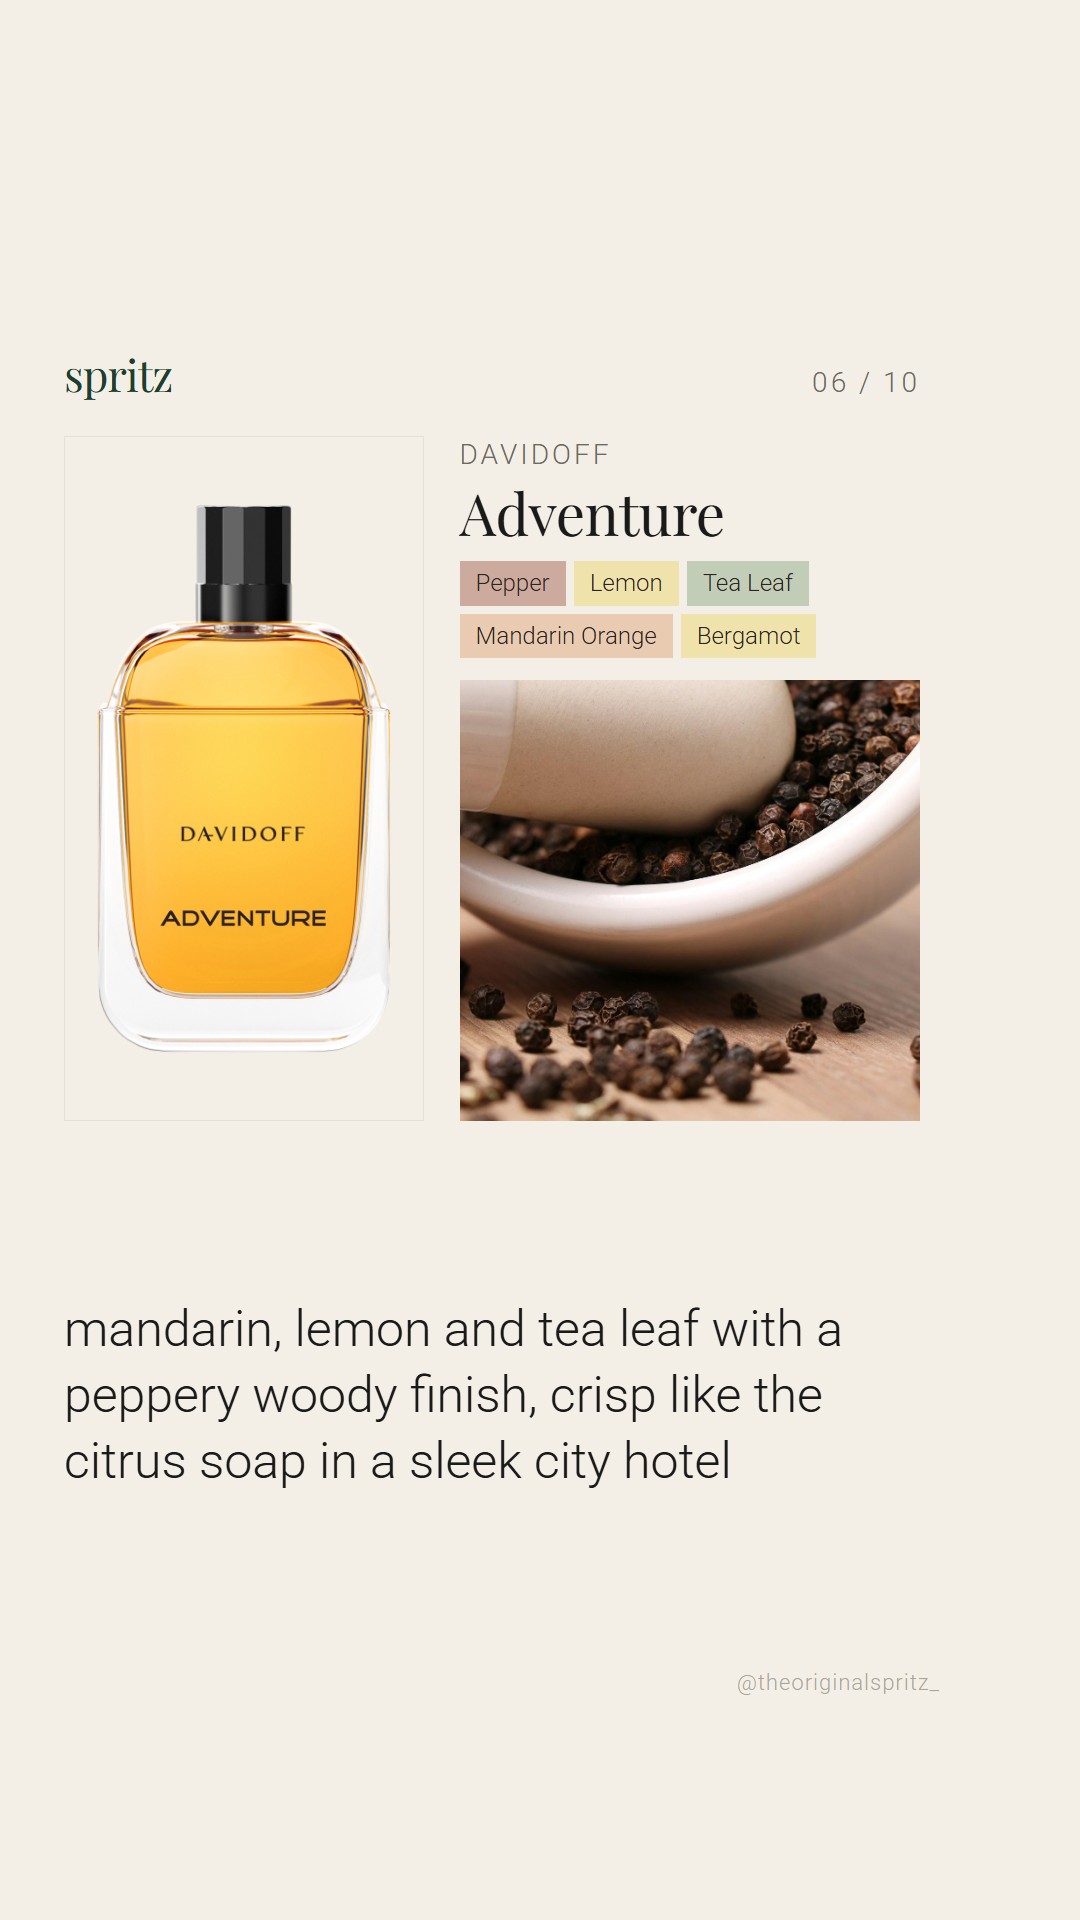 spritz
06 / 10
DAVIDOFF
Adventure
Pepper Lemon Tea Leaf
Mandarin Orange Bergamot
DAVIDOFF
ADVENTURE
mandarin, lemon and tea leaf with a
peppery woody finish, crisp like the
citrus soap in a sleek city hotel
@theoriginalspritz_